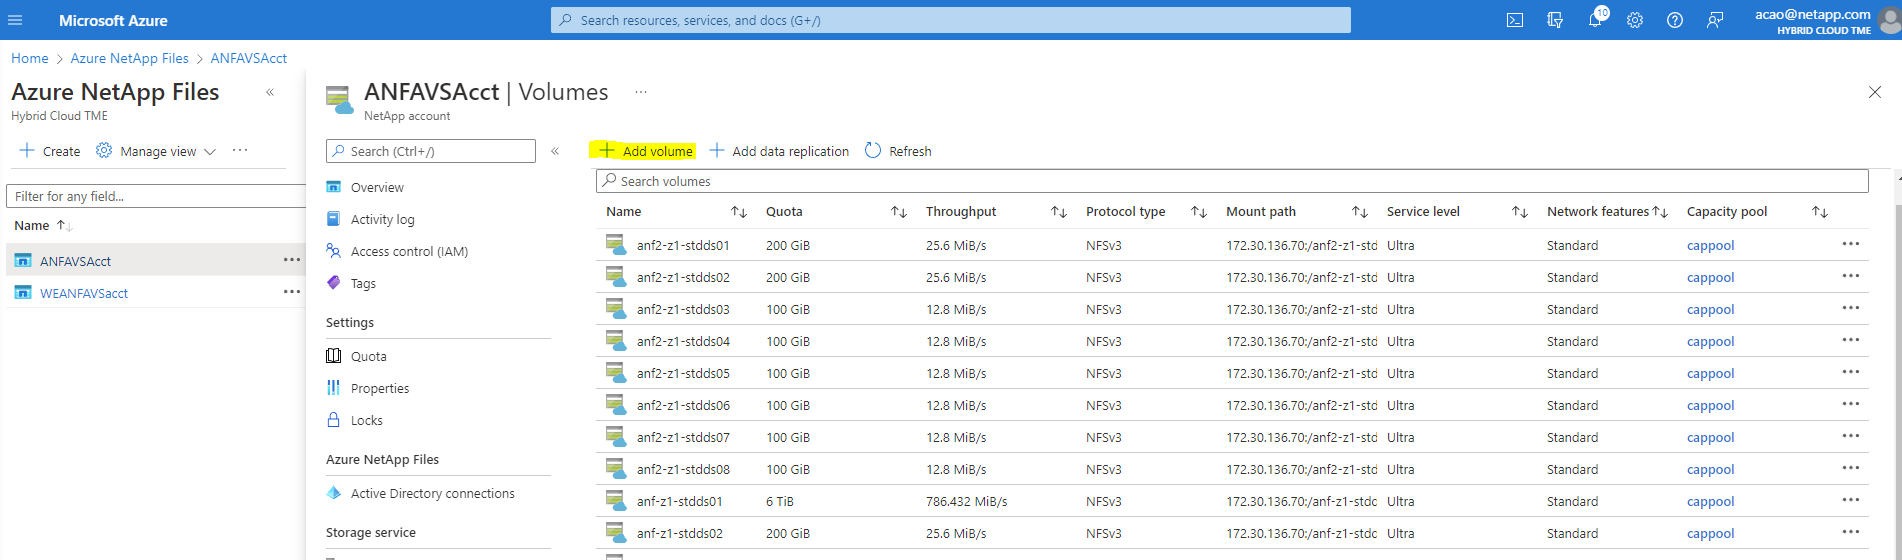 Microsoft Azure
Search resources, services, and docs (G+/)
10
acao@netapp.com
HYBRID CLOUD TME
Home > Azure NetApp Files > ANFAVSAcct
Azure NetApp Files «
Hybrid Cloud TME
+ Create Manage view ...
Filter for any field...
Name
ANFAVSAcct ...
WEANFAVSacct ...
ANFAVSAcct | Volumes ...
NetApp account
Search (Ctrl+/) «
Overview
Activity log
Access control (IAM)
Tags
Settings
Quota
Properties
Locks
Azure NetApp Files
Active Directory connections
Storage service
+ Add volume + Add data replication Refresh
Search volumes
Name Quota Throughput Protocol type Mount path Service level Network features Capacity pool
anf2-z1-stdds01 200 GiB 25.6 MiB/s NFSv3 172.30.136.70:/anf2-z1-std Ultra Standard cappool ...
anf2-z1-stdds02 200 GiB 25.6 MiB/s NFSv3 172.30.136.70:/anf2-z1-std Ultra Standard cappool ...
anf2-z1-stdds03 100 GiB 12.8 MiB/s NFSv3 172.30.136.70:/anf2-z1-std Ultra Standard cappool ...
anf2-z1-stdds04 100 GiB 12.8 MiB/s NFSv3 172.30.136.70:/anf2-z1-std Ultra Standard cappool ...
anf2-z1-stdds05 100 GiB 12.8 MiB/s NFSv3 172.30.136.70:/anf2-z1-std Ultra Standard cappool ...
anf2-z1-stdds06 100 GiB 12.8 MiB/s NFSv3 172.30.136.70:/anf2-z1-std Ultra Standard cappool ...
anf2-z1-stdds07 100 GiB 12.8 MiB/s NFSv3 172.30.136.70:/anf2-z1-std Ultra Standard cappool ...
anf2-z1-stdds08 100 GiB 12.8 MiB/s NFSv3 172.30.136.70:/anf2-z1-std Ultra Standard cappool ...
anf-z1-stdds01 6 TiB 786.432 MiB/s NFSv3 172.30.136.70:/anf-z1-stdd Ultra Standard cappool ...
anf-z1-stdds02 200 GiB 25.6 MiB/s NFSv3 172.30.136.70:/anf-z1-stdd Ultra Standard cappool ...